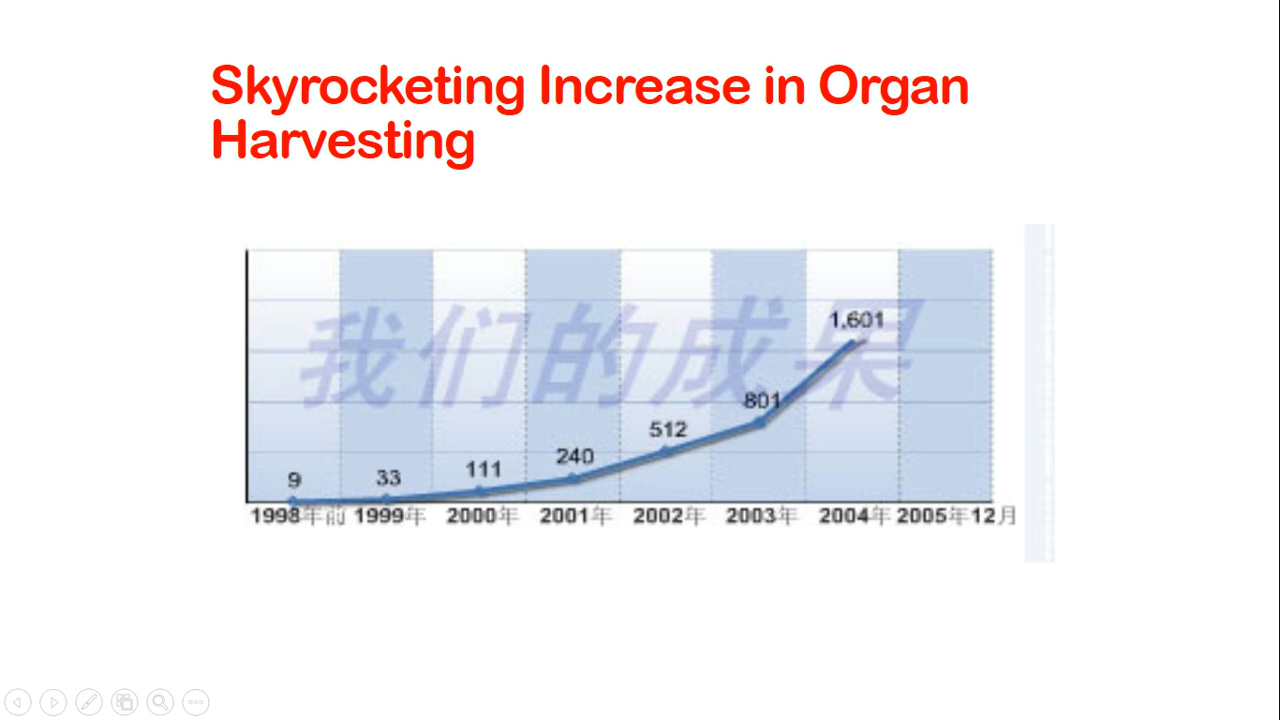 Skyrocketing Increase in Organ
Harvesting
我们的成果
1,601
801
512
240
111
33
9
1998年前 1999年 2000年 2001年 2002年 2003年 2004年 2005年12月